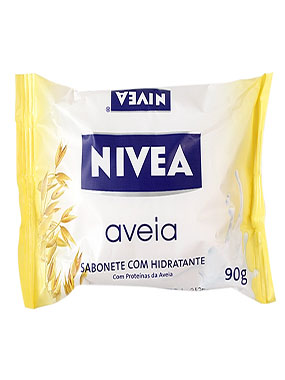 NIVEA
NIVEA
aveia
SABONETE COM HIDRATANTE
Com Proteínas da Aveia
90g